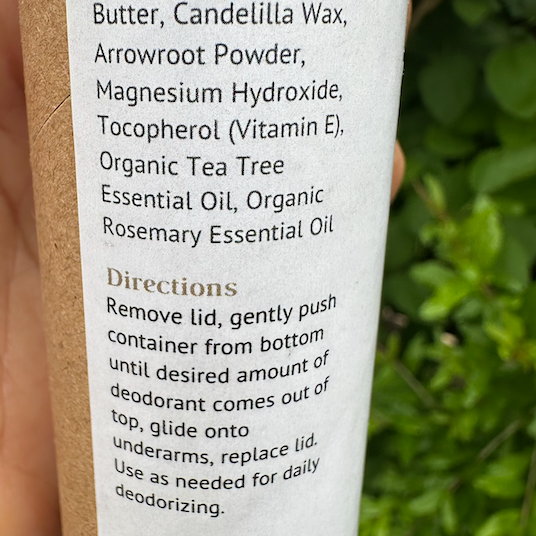 Butter, Candelilla Wax,
Arrowroot Powder,
Magnesium Hydroxide,
Tocopherol (Vitamin E),
Organic Tea Tree
Essential Oil, Organic
Rosemary Essential Oil
Directions
Remove lid, gently push
container from bottom
until desired amount of
deodorant comes out of
top, glide onto
underarms, replace lid.
Use as needed for daily
deodorizing.